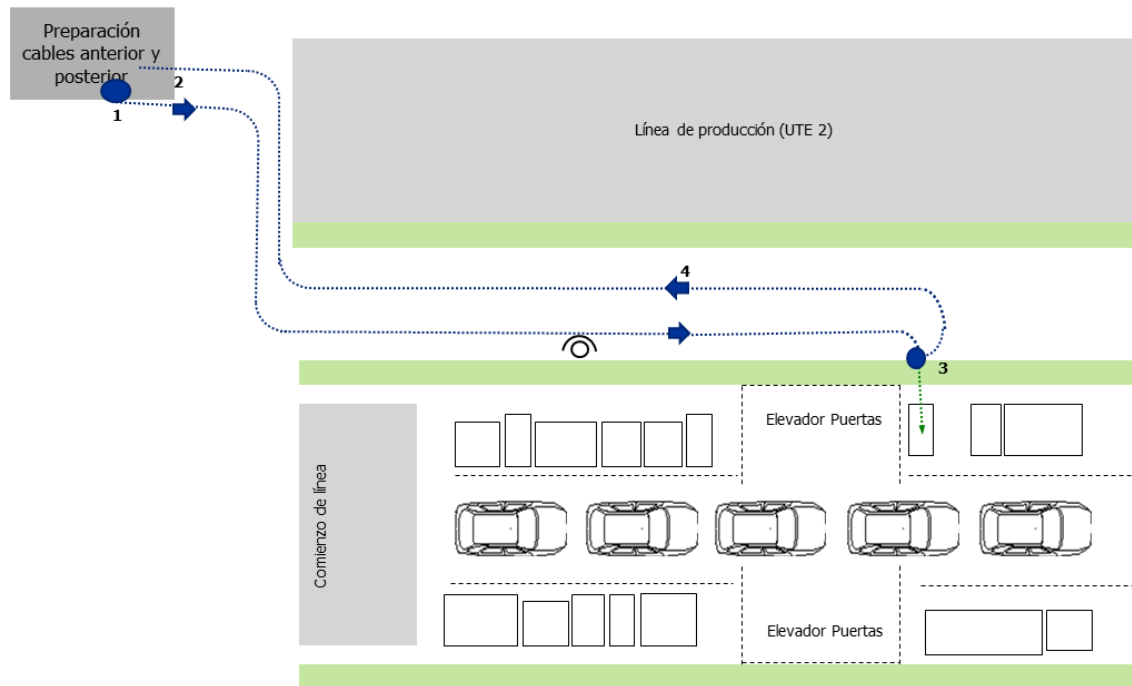 Preparación
cables anterior y
posterior
2
1
Línea de producción (UTE 2)
4
3
Elevador Puertas
Comienzo de línea
Elevador Puertas